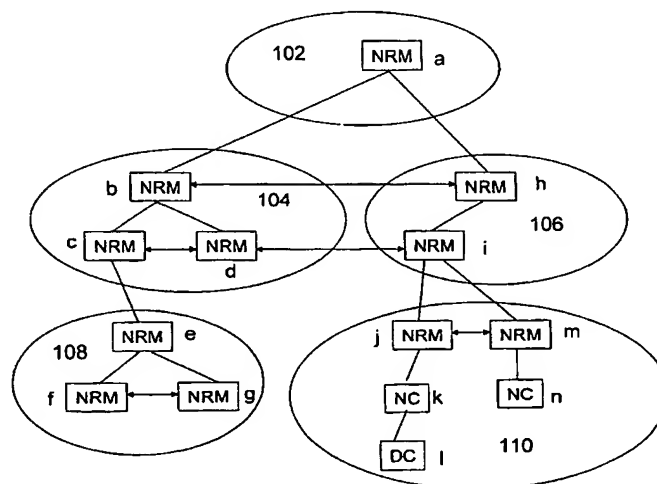 102 NRM a
b NRM 104 NRM h
c NRM NRM NRM i 106
d
108 NRM e j NRM NRM m
f NRM NRM g NC k NC n
DC l 110